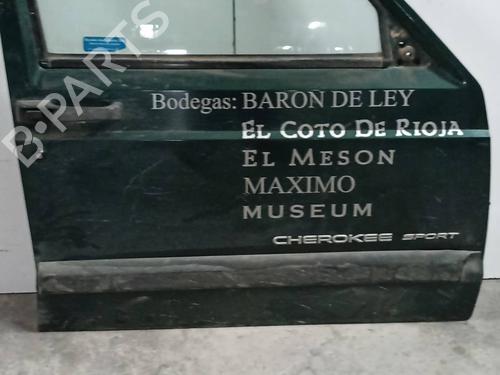 Bodegas: BARON DE LEY
EL COTO DE RIOJA
EL MESON
MAXIMO
MUSEUM
CHEROKEE SPORT
B-PARTS